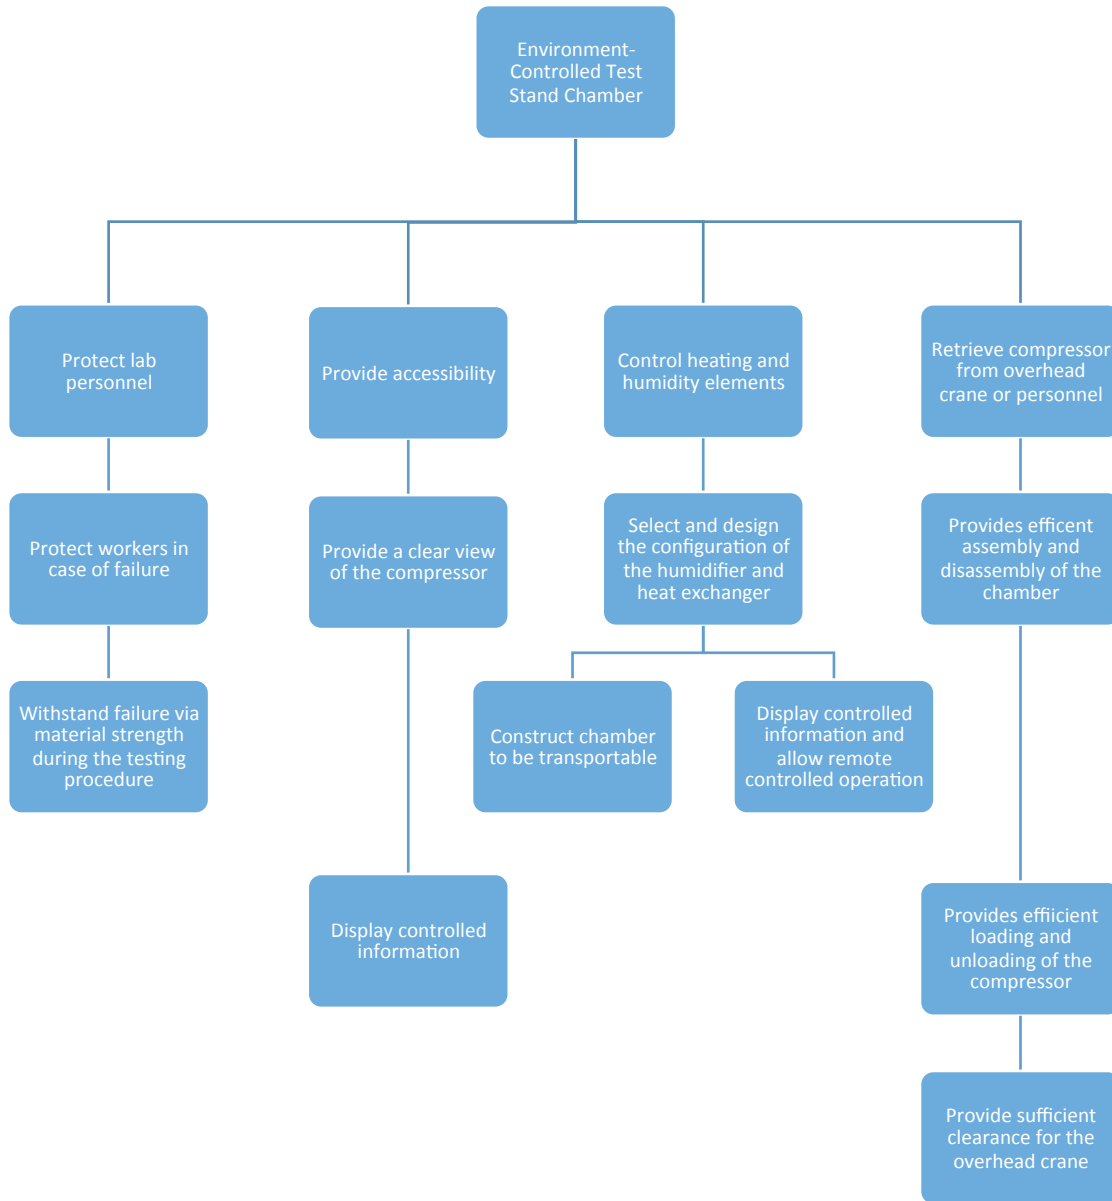 Environment-
Controlled Test
Stand Chamber
Protect lab
personnel
Provide accessibility
Control heating and
humidity elements
Retrieve compressor
from overhead
crane or personnel
Protect workers in
case of failure
Provide a clear view
of the compressor
Select and design
the configuration of
the humidifier and
heat exchanger
Provides efficent
assembly and
disassembly of the
chamber
Withstand failure via
material strength
during the testing
procedure
Construct chamber
to be transportable
Display controlled
information and
allow remote
controlled operation
Display controlled
information
Provides effiicient
loading and
unloading of the
compressor
Provide sufficient
clearance for the
overhead crane